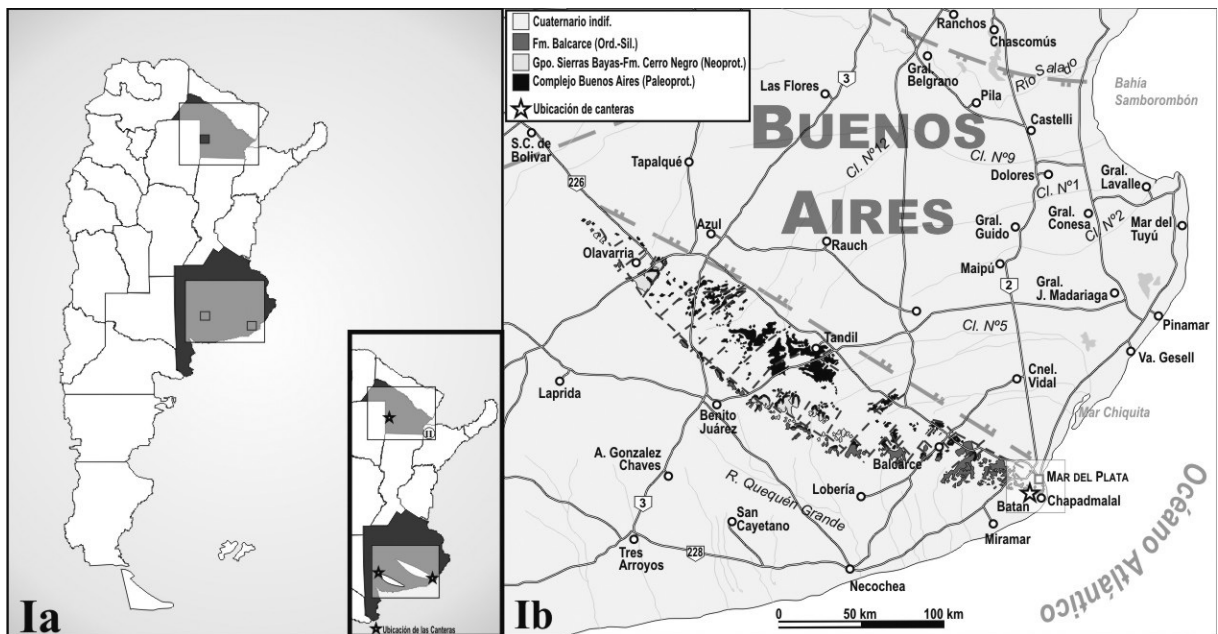 Ia
II
Ubicación de las Canteras
Cuaternario indif.
Fm. Balcarce (Ord.-Sil.)
Gpo. Sierras Bayas-Fm. Cerro Negro (Neoprot.)
Complejo Buenos Aires (Paleoprot.)
Ubicación de canteras
Ranchos
Chascomús
Gral.
Belgrano
Río Salado
3
Las Flores
Pila
Bahía
Samborombón
BUENOS
AIRES
S.C. de
Bolivar
Castelli
Tapalqué
Cl. Nº12
Cl. Nº9
Dolores
Cl. Nº1
Gral.
Lavalle
226
Gral.
Guido
Gral.
Conesa
Cl. Nº2
Mar del
Tuyú
Azul
Rauch
Olavarria
Maipú
2
Gral.
J. Madariaga
Cl. Nº5
Pinamar
Tandil
Va. Gesell
Cnel.
Vidal
Laprida
Benito
Juárez
Mar Chiquita
A. Gonzalez
Chaves
Balcarce
MAR DEL PLATA
Lobería
Batan
Chapadmalal
R. Quequén Grande
3
San
Cayetano
Miramar
Océano Atlántico
Tres
Arroyos
228
Necochea
Ib
0 50 km 100 km